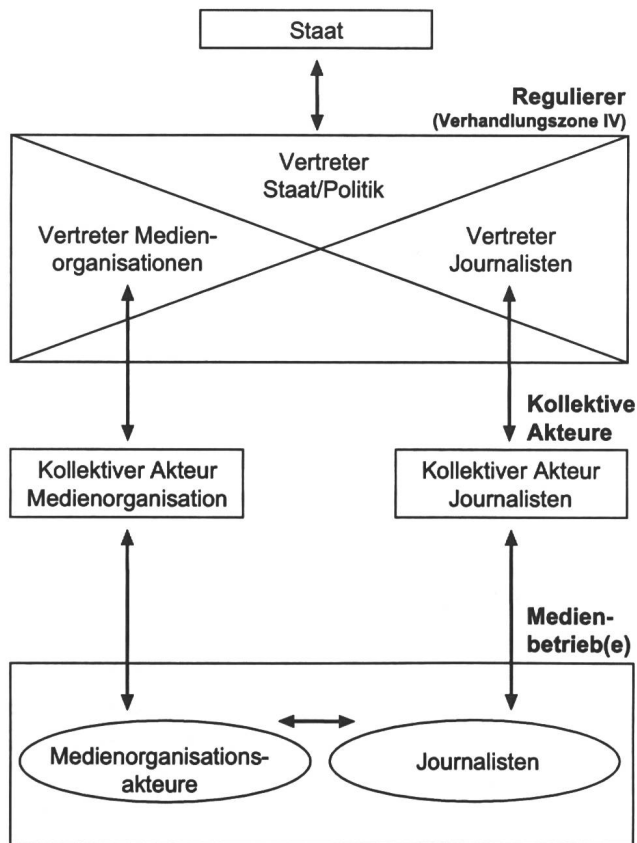 Staat
Regulierer
(Verhandlungszone IV)
Vertreter
Staat/Politik
Vertreter Medien-
organisationen
Vertreter
Journalisten
Kollektive
Akteure
Kollektiver Akteur
Medienorganisation
Kollektiver Akteur
Journalisten
Medien-
betrieb(e)
Medienorganisations-
akteure
Journalisten